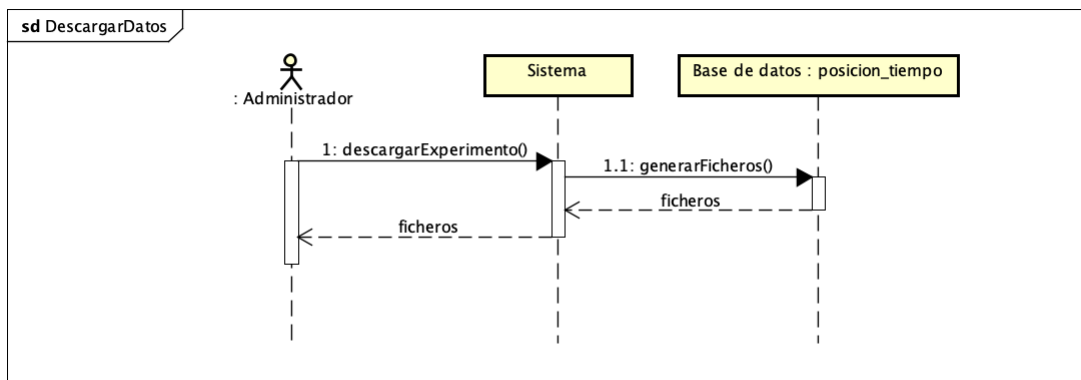 sd DescargarDatos
: Administrador
Sistema
Base de datos : posicion_tiempo
1: descargarExperimento()
1.1: generarFicheros()
ficheros
ficheros